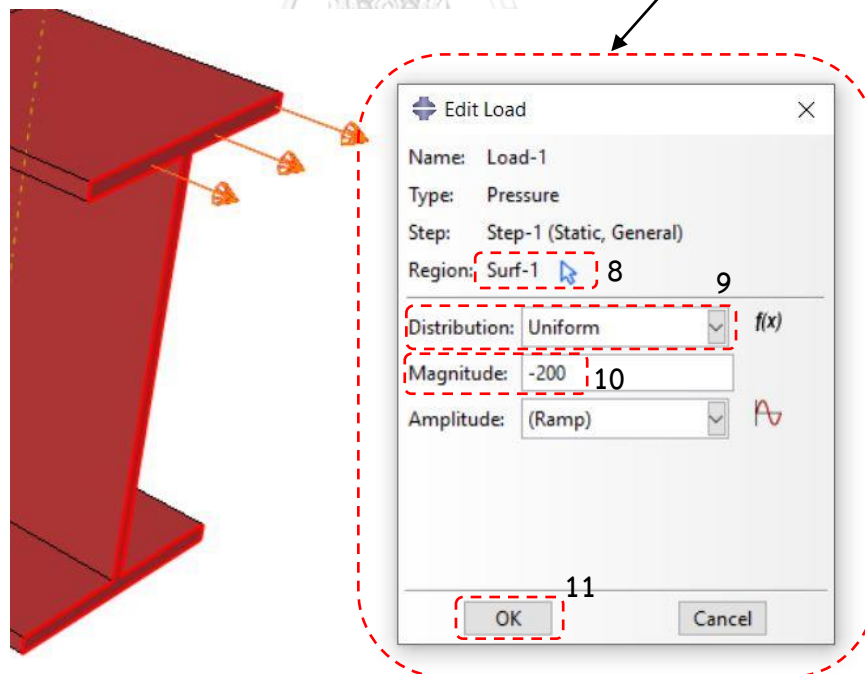 Edit Load
Name: Load-1
Type: Pressure
Step: Step-1 (Static, General)
Region: Surf-1 8
9
Distribution: Uniform f(x)
Magnitude: -200 10
Amplitude: (Ramp)
11
OK Cancel